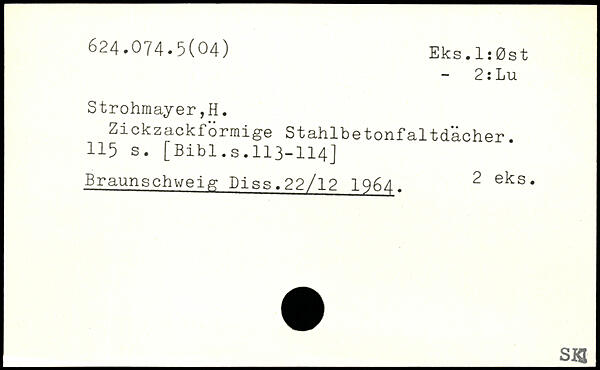 624.074.5(04)
Eks.1:Øst
- 2:Lu
Strohmayer,H.
Zickzackförmige Stahlbetonfaltdächer.
115 s. [Bibl.s.113-114]
Braunschweig Diss.22/12 1964.
2 eks.